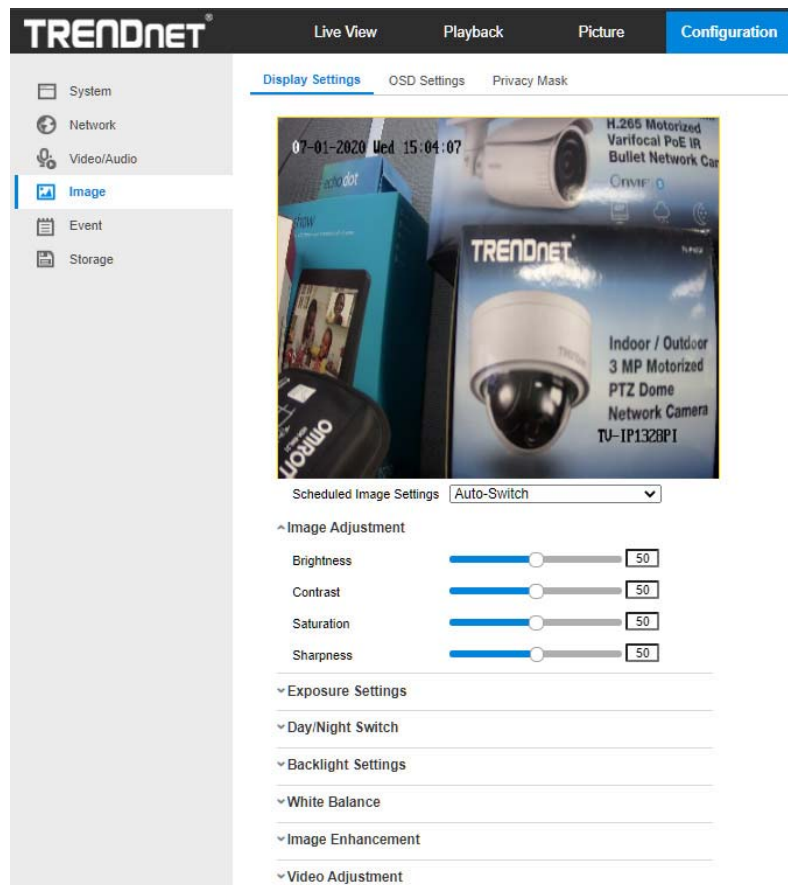 TRENDnet®
Live View
Playback
Picture
Configuration
System
Network
Video/Audio
Image
Event
Storage
Display Settings
OSD Settings
Privacy Mask
07-01-2020 Wed 15:04:07
echo dot
H.265 Motorized
Varifocal PoE IR
Bullet Network Cam
ONVIF
TRENDnet
Indoor / Outdoor
3 MP Motorized
PTZ Dome
Network Camera
TV-IP1328PI
OMRON
Scheduled Image Settings
Auto-Switch
Image Adjustment
Brightness
50
Contrast
50
Saturation
50
Sharpness
50
Exposure Settings
Day/Night Switch
Backlight Settings
White Balance
Image Enhancement
Video Adjustment